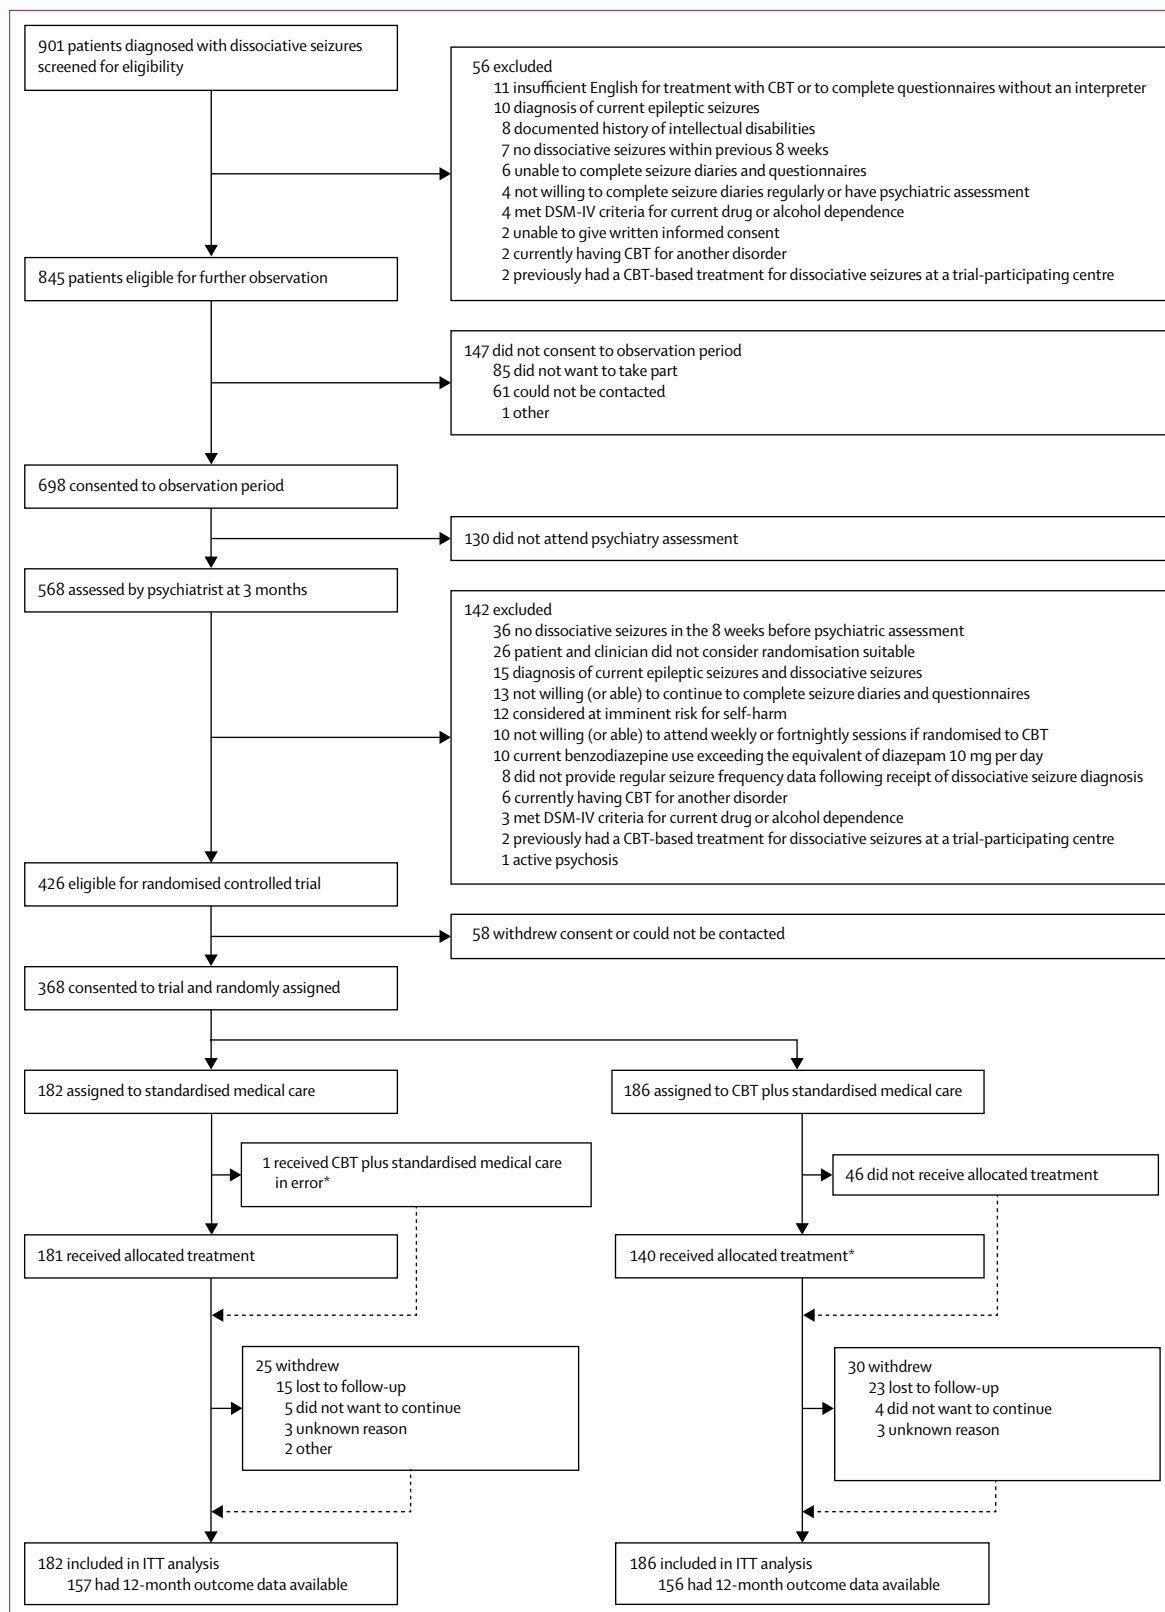 901 patients diagnosed with dissociative seizures
screened for eligibility
56 excluded
11 insufficient English for treatment with CBT or to complete questionnaires without an interpreter
10 diagnosis of current epileptic seizures
8 documented history of intellectual disabilities
7 no dissociative seizures within previous 8 weeks
6 unable to complete seizure diaries and questionnaires
4 not willing to complete seizure diaries regularly or have psychiatric assessment
4 met DSM-IV criteria for current drug or alcohol dependence
2 unable to give written informed consent
2 currently having CBT for another disorder
2 previously had a CBT-based treatment for dissociative seizures at a trial-participating centre
845 patients eligible for further observation
147 did not consent to observation period
85 did not want to take part
61 could not be contacted
1 other
698 consented to observation period
130 did not attend psychiatry assessment
568 assessed by psychiatrist at 3 months
142 excluded
36 no dissociative seizures in the 8 weeks before psychiatric assessment
26 patient and clinician did not consider randomisation suitable
15 diagnosis of current epileptic seizures and dissociative seizures
13 not willing (or able) to continue to complete seizure diaries and questionnaires
12 considered at imminent risk for self-harm
10 not willing (or able) to attend weekly or fortnightly sessions if randomised to CBT
10 current benzodiazepine use exceeding the equivalent of diazepam 10 mg per day
8 did not provide regular seizure frequency data following receipt of dissociative seizure diagnosis
6 currently having CBT for another disorder
3 met DSM-IV criteria for current drug or alcohol dependence
2 previously had a CBT-based treatment for dissociative seizures at a trial-participating centre
1 active psychosis
426 eligible for randomised controlled trial
58 withdrew consent or could not be contacted
368 consented to trial and randomly assigned
182 assigned to standardised medical care
186 assigned to CBT plus standardised medical care
1 received CBT plus standardised medical care
in error*
46 did not receive allocated treatment
181 received allocated treatment
140 received allocated treatment*
25 withdrew
15 lost to follow-up
5 did not want to continue
3 unknown reason
2 other
30 withdrew
23 lost to follow-up
4 did not want to continue
3 unknown reason
182 included in ITT analysis
157 had 12-month outcome data available
186 included in ITT analysis
156 had 12-month outcome data available